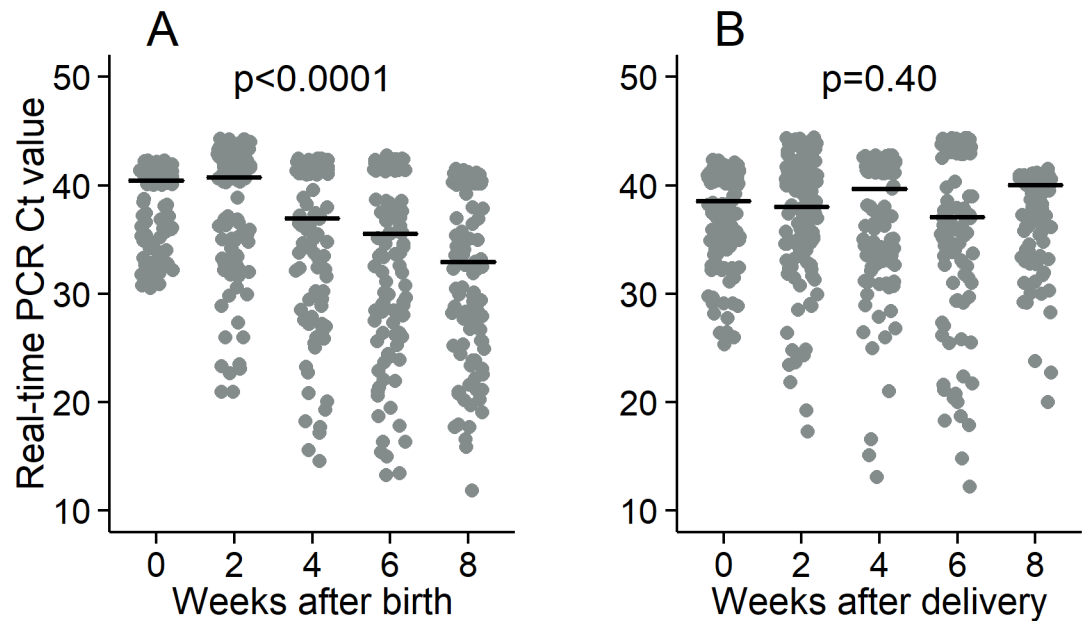 A
B
p<0.0001
p=0.40
Real-time PCR Ct value
50
40
30
20
10
50
40
30
20
10
0 2 4 6 8
0 2 4 6 8
Weeks after birth
Weeks after delivery